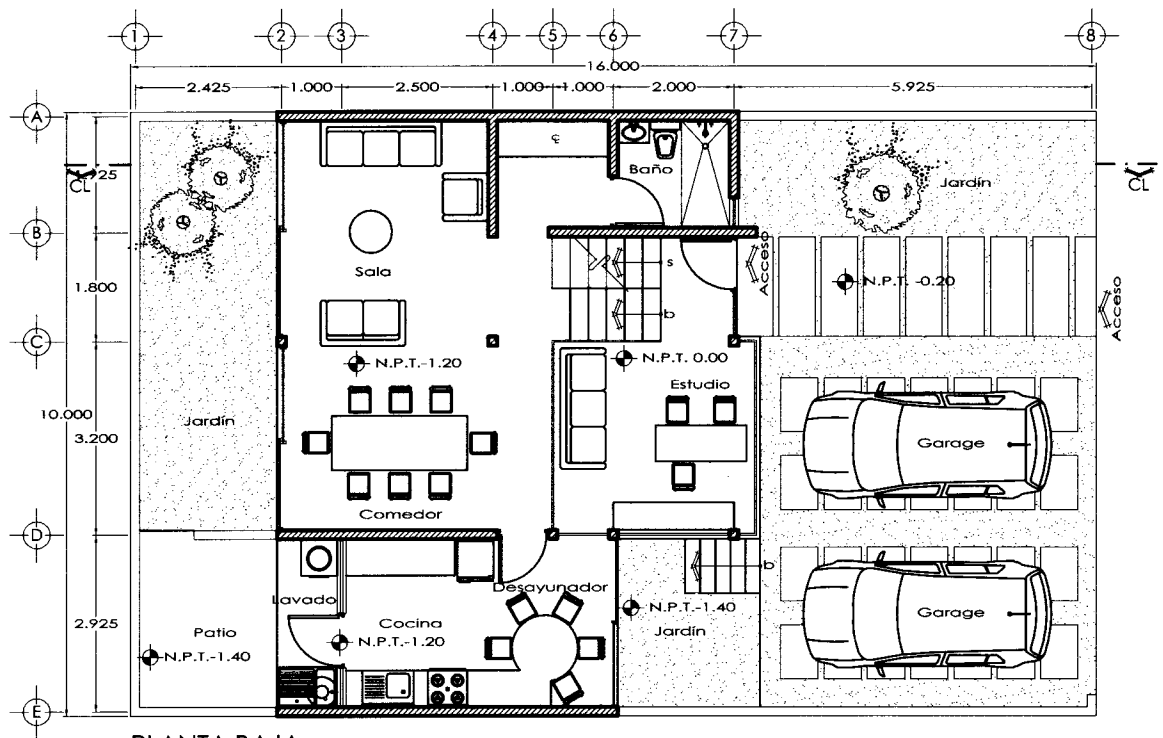 1 2 3 4 5 6 7 8
16.000
2.425 1.000 2.500 1.000 1.000 2.000 5.925
A
Baño
Jardín
CL
25
CL
B
Sala
s
Acceso
N.P.T. -0.20
1.800
b
Acceso
C
N.P.T.-1.20
N.P.T. 0.00
Estudio
10.000
Jardín
3.200
Garage
Comedor
D
Desayunador
b
Lavado
N.P.T.-1.40
Garage
2.925
Patio
Cocina
Jardín
N.P.T.-1.20
N.P.T.-1.40
E
PLANTA BAJA